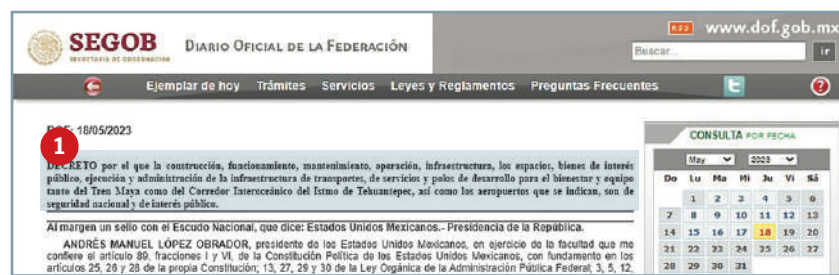 SEGOB
SECRETARÍA DE GOBERNACIÓN
DIARIO OFICIAL DE LA FEDERACIÓN
RSS www.dof.gob.mx
Buscar... ir
Ejemplar de hoy Trámites Servicios Leyes y Reglamentos Preguntas Frecuentes t ?
DOF: 18/05/2023
1
DECRETO por el que la construcción, funcionamiento, mantenimiento, operación, infraestructura, los espacios, bienes de interés
público, ejecución y administración de la infraestructura de transportes, de servicios y polos de desarrollo para el bienestar y equipo
tanto del Tren Maya como del Corredor Interoceánico del Istmo de Tehuantepec, así como los aeropuertos que se indican, son de
seguridad nacional y de interés público.
Al margen un sello con el Escudo Nacional, que dice: Estados Unidos Mexicanos.- Presidencia de la República.
ANDRÉS MANUEL LÓPEZ OBRADOR, presidente de los Estados Unidos Mexicanos, en ejercicio de la facultad que me
confiere el artículo 89, fracciones I y VI, de la Constitución Política de los Estados Unidos Mexicanos, con fundamento en los
artículos 25, 26 y 28 de la propia Constitución; 13, 27, 29 y 30 de la Ley Orgánica de la Administración Pública Federal; 3, 5, 12,
CONSULTA POR FECHA
May 2023
Do Lu Ma Mi Ju Vi Sá
1 2 3 4 5 6
7 8 9 10 11 12 13
14 15 16 17 18 19 20
21 22 23 24 25 26 27
28 29 30 31